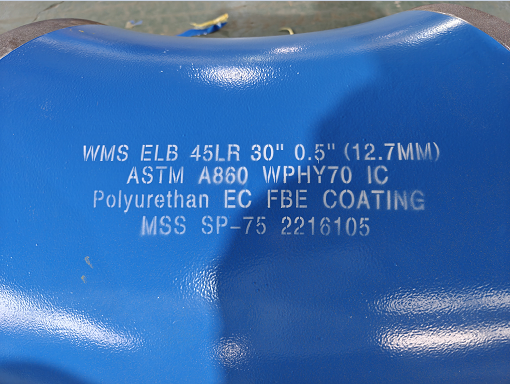 WMS ELB 45LR 30" 0.5" (12.7MM)
ASTM A860 WPHY70 IC
Polyurethan EC FBE COATING
MSS SP-75 2216105